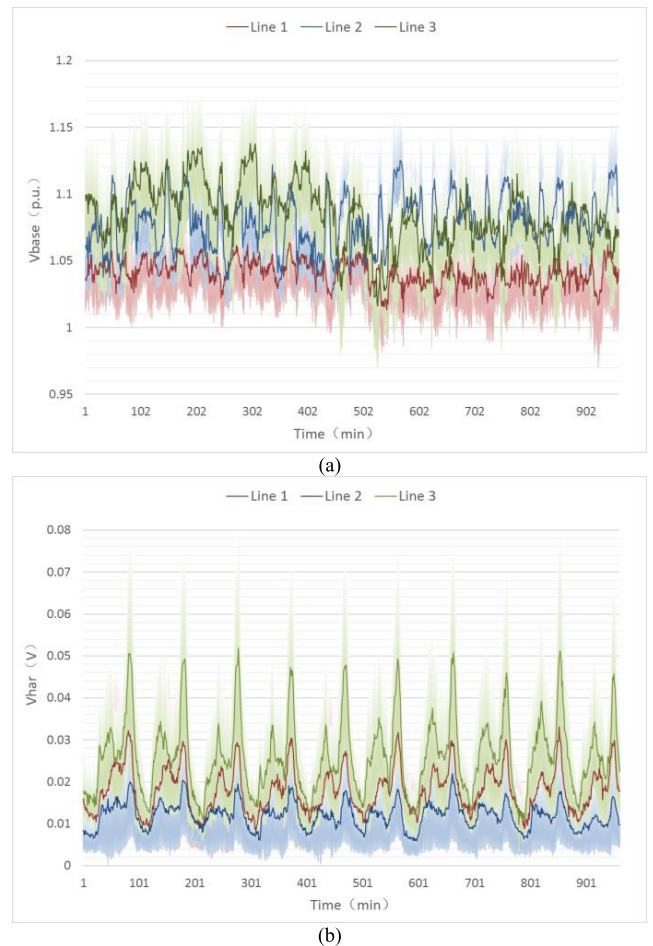 Line 1 Line 2 Line 3
1.2
1.15
1.1
1.05
1
0.95
Vbase（p.u.）
1 102 202 302 402 502 602 702 802 902
Time（min）
(a)
Line 1 Line 2 Line 3
0.08
0.07
0.06
0.05
0.04
0.03
0.02
0.01
0
Vhar（V）
1 101 201 301 401 501 601 701 801 901
Time（min）
(b)